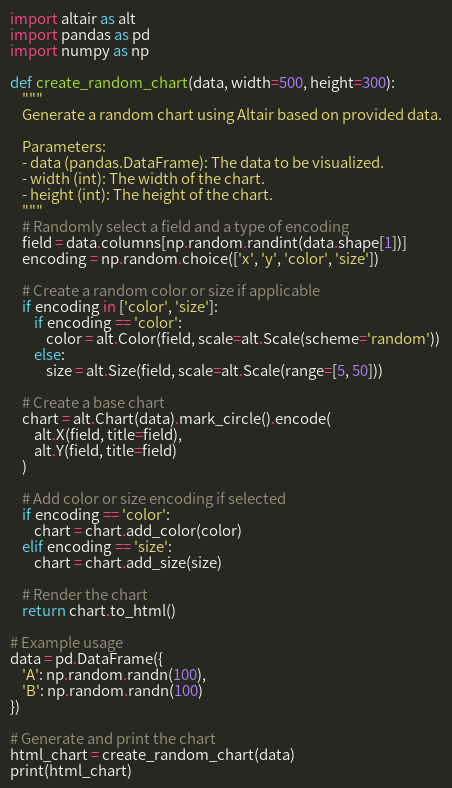 import altair as alt
import pandas as pd
import numpy as np

def create_random_chart(data, width=500, height=300):
    """
    Generate a random chart using Altair based on provided data.

    Parameters:
    - data (pandas.DataFrame): The data to be visualized.
    - width (int): The width of the chart.
    - height (int): The height of the chart.
    """
    # Randomly select a field and a type of encoding
    field = data.columns[np.random.randint(data.shape[1])]
    encoding = np.random.choice(['x', 'y', 'color', 'size'])

    # Create a random color or size if applicable
    if encoding in ['color', 'size']:
        if encoding == 'color':
            color = alt.Color(field, scale=alt.Scale(scheme='random'))
        else:
            size = alt.Size(field, scale=alt.Scale(range=[5, 50]))

    # Create a base chart
    chart = alt.Chart(data).mark_circle().encode(
        alt.X(field, title=field),
        alt.Y(field, title=field)
    )

    # Add color or size encoding if selected
    if encoding == 'color':
        chart = chart.add_color(color)
    elif encoding == 'size':
        chart = chart.add_size(size)

    # Render the chart
    return chart.to_html()

# Example usage
data = pd.DataFrame({
    'A': np.random.randn(100),
    'B': np.random.randn(100)
})

# Generate and print the chart
html_chart = create_random_chart(data)
print(html_chart)